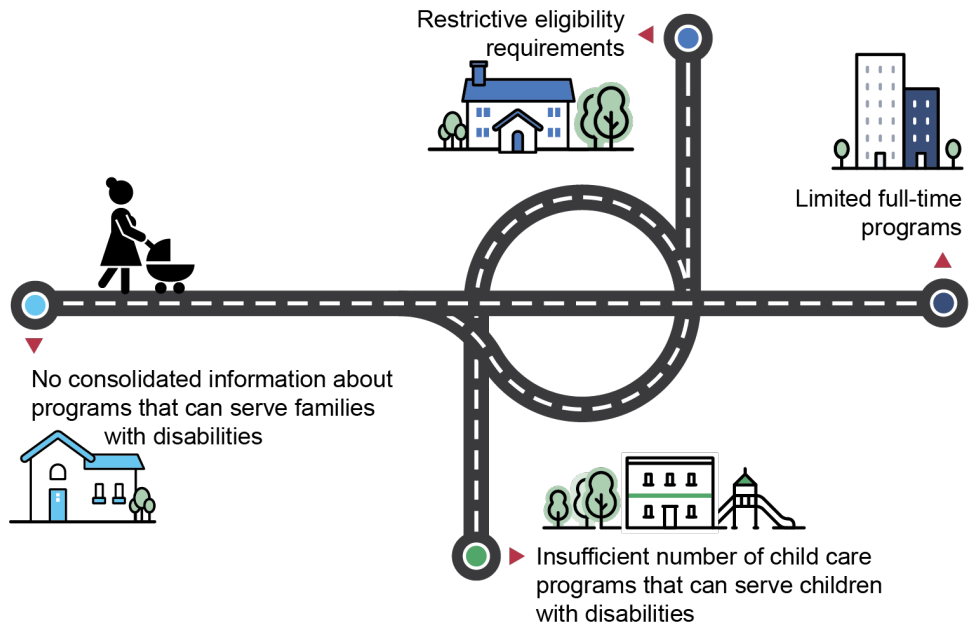 Restrictive eligibility
requirements
Limited full-time
programs
No consolidated information about
programs that can serve families
with disabilities
Insufficient number of child care
programs that can serve children
with disabilities